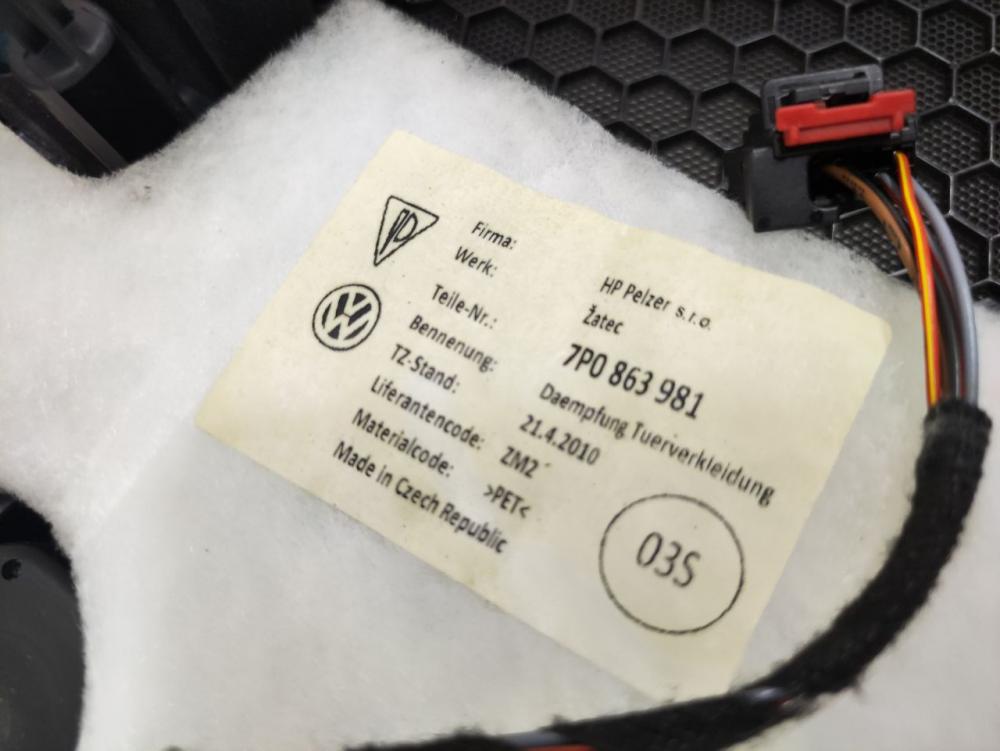 Firma: HP Pelzer s.r.o.
Werk: Žatec
Teile-Nr.: 7P0 863 981
Bennenung: Daempfung Tuerverkleidung
TZ-Stand: 21.4.2010
Liferantencode: ZM2
Materialcode: >PET<
Made in Czech Republic
03S